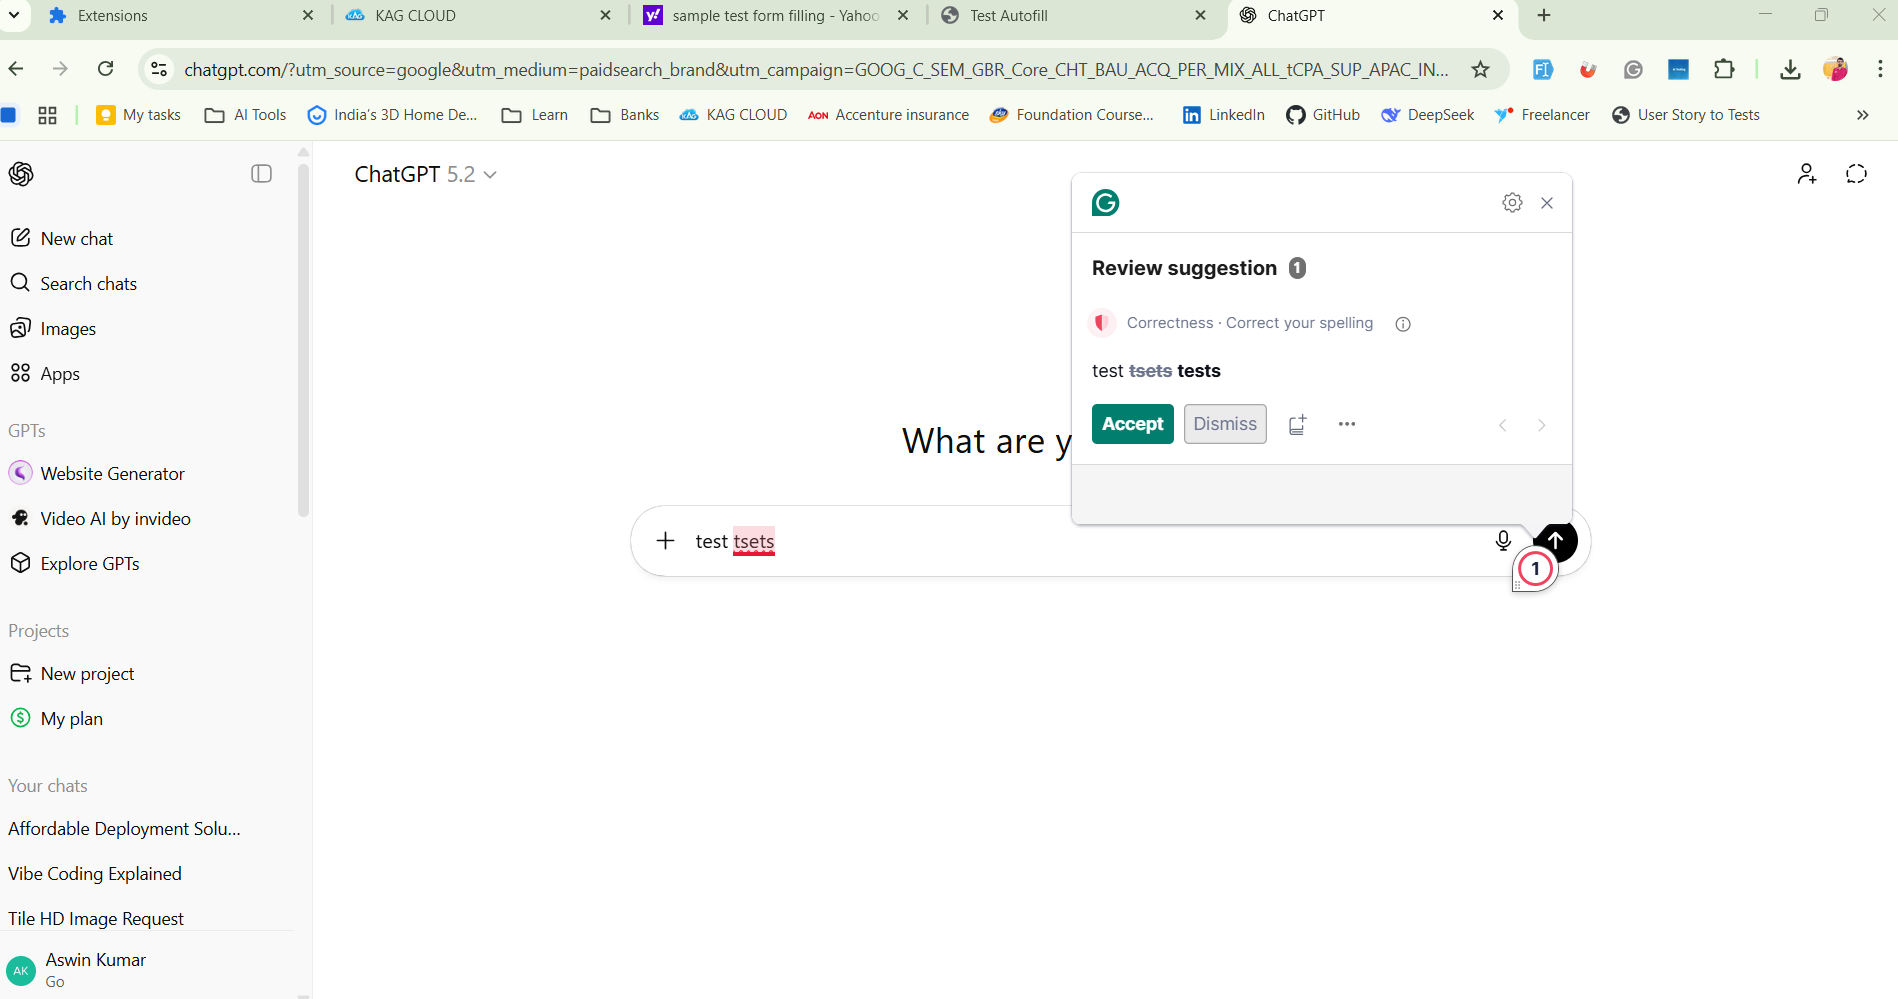 Extensions
KAG CLOUD
sample test form filling - Yahoo
Test Autofill
ChatGPT
chatgpt.com/?utm_source=google&utm_medium=paidsearch_brand&utm_campaign=GOOG_C_SEM_GBR_Core_CHT_BAU_ACQ_PER_MIX_ALL_tCPA_SUP_APAC_IN...
My tasks
AI Tools
India's 3D Home De...
Learn
Banks
KAG CLOUD
AON Accenture insurance
Foundation Course...
LinkedIn
GitHub
DeepSeek
Freelancer
User Story to Tests
ChatGPT 5.2
New chat
Search chats
Images
Apps
GPTs
Website Generator
Video AI by invideo
Explore GPTs
Projects
New project
My plan
Your chats
Affordable Deployment Solu...
Vibe Coding Explained
Tile HD Image Request
AK
Aswin Kumar
Go
What are y
test tsets
Review suggestion 1
Correctness · Correct your spelling
test tsets tests
Accept
Dismiss
1